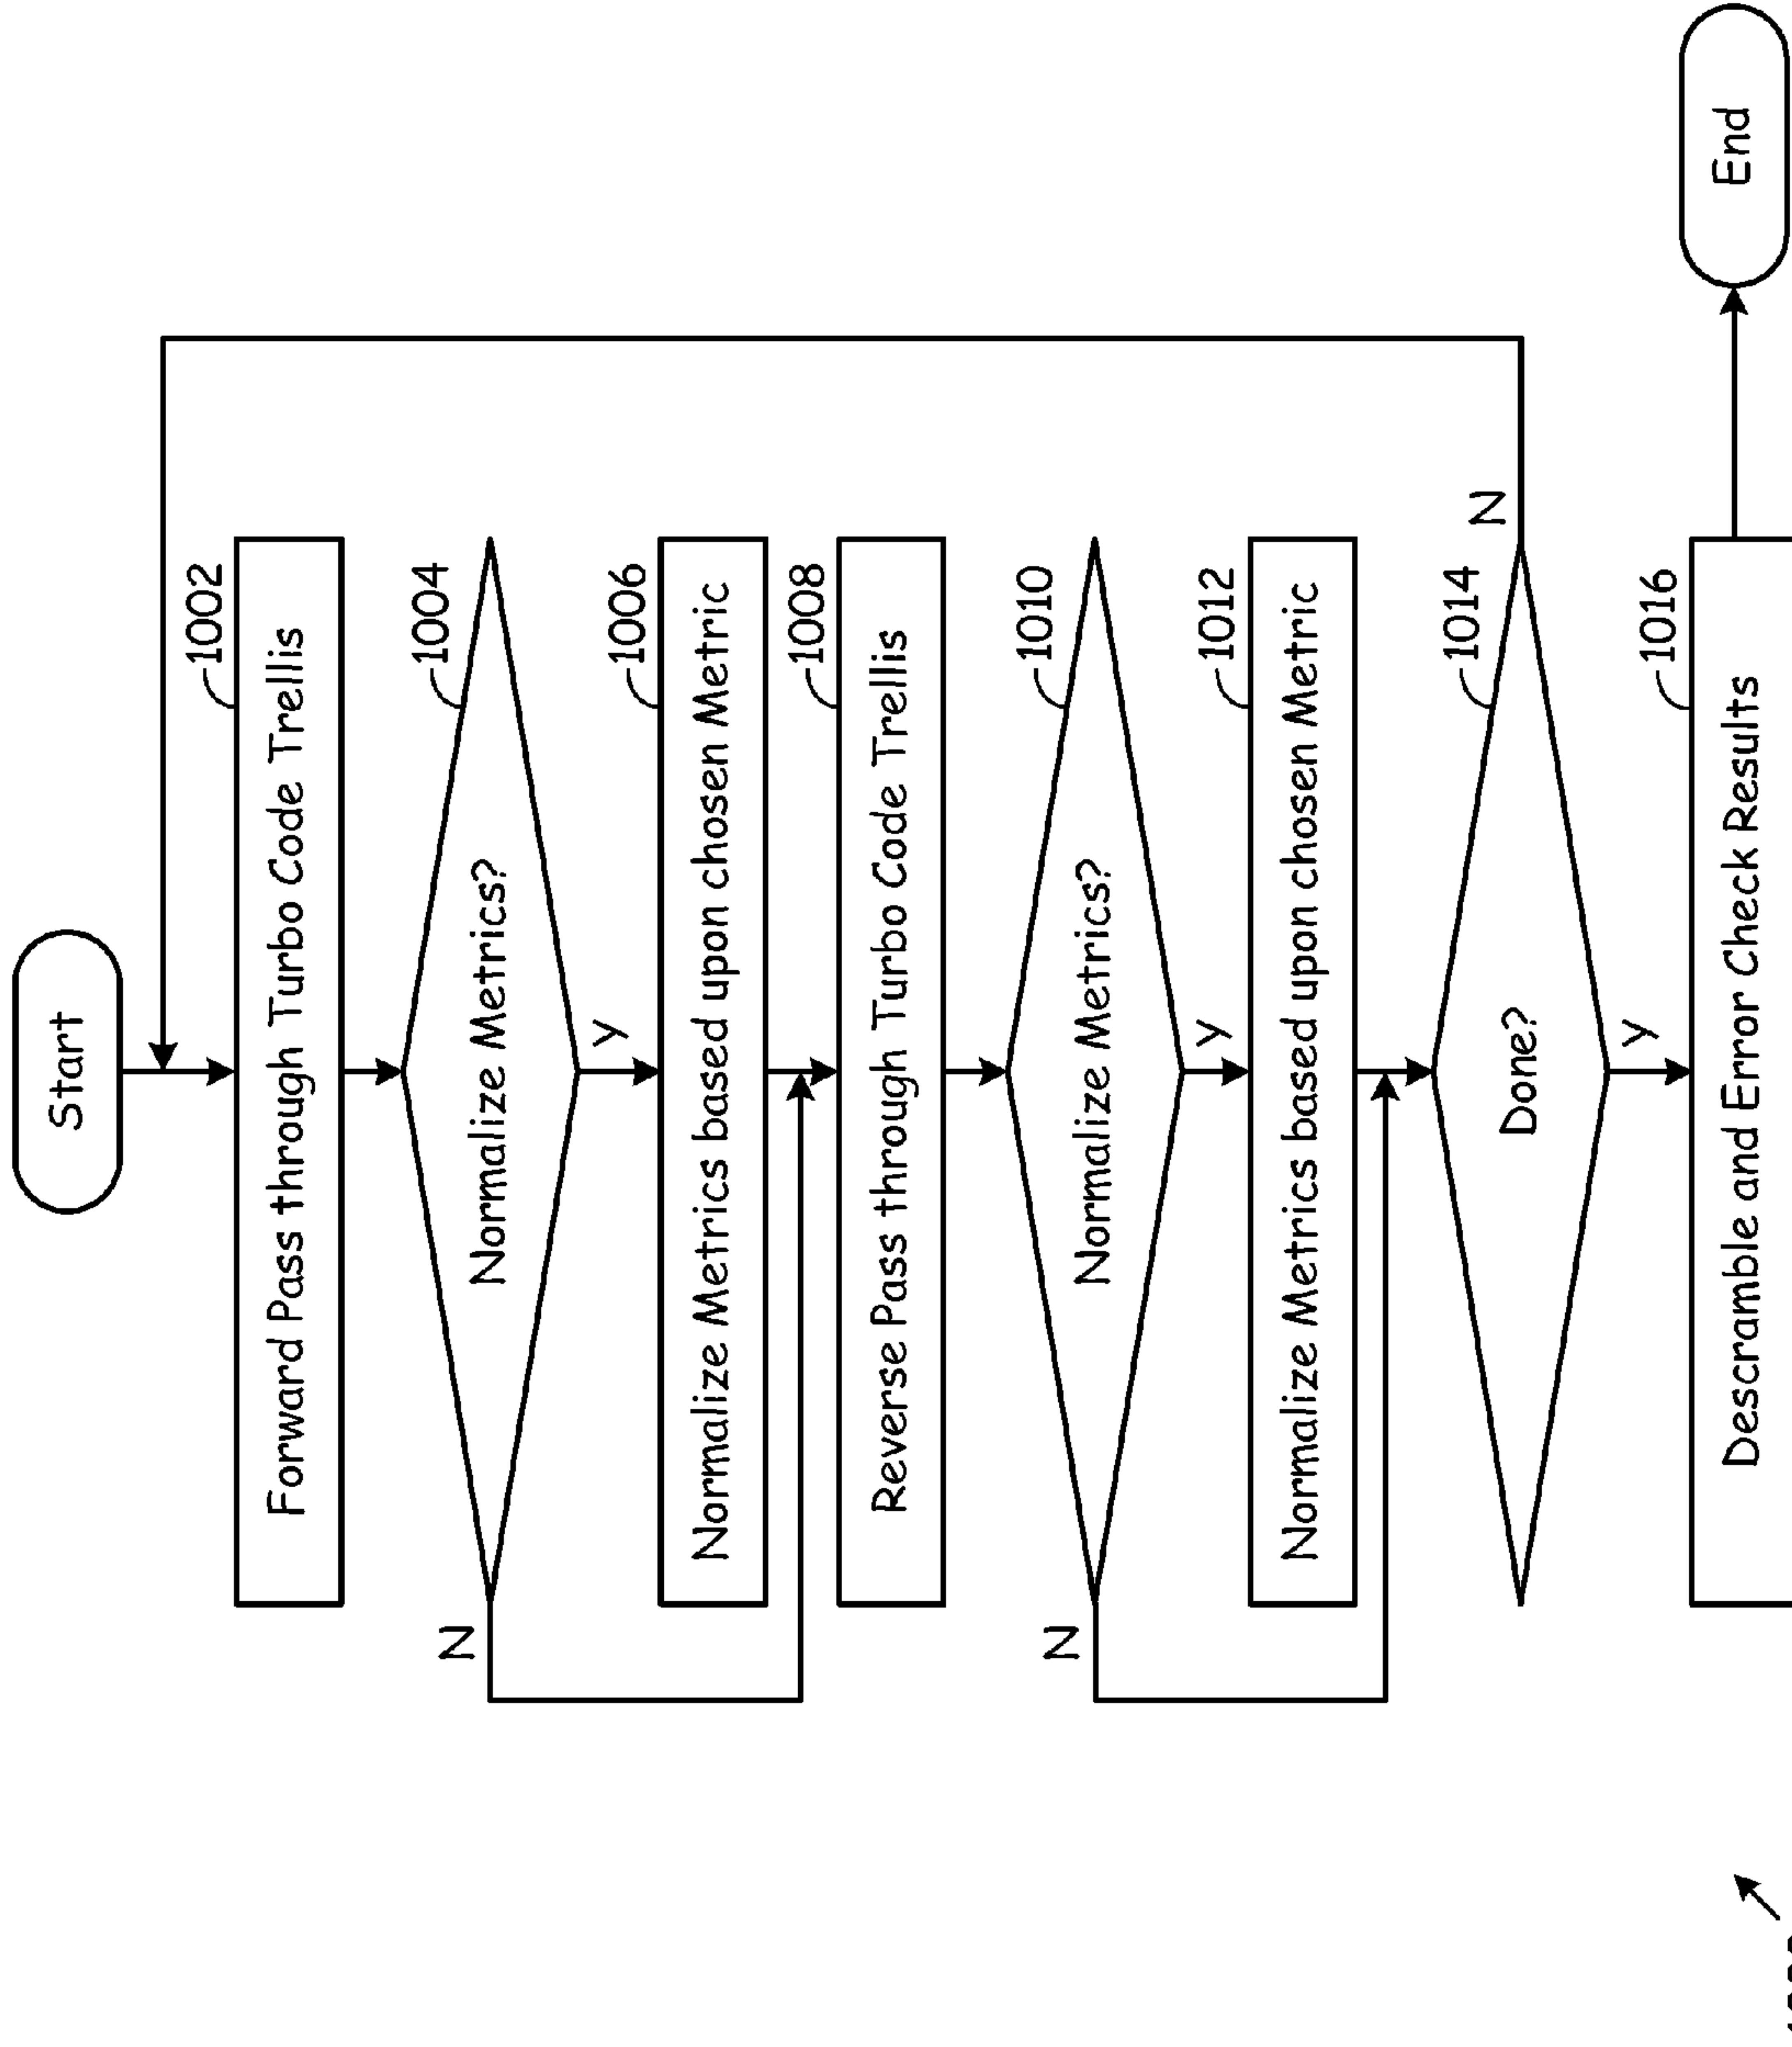 Start
1002
Forward Pass through Turbo Code Trellis
1004
Normalize Metrics?
N
Y
1006
Normalize Metrics based upon chosen Metric
1008
Reverse Pass through Turbo Code Trellis
1010
Normalize Metrics?
N
Y
1012
Normalize Metrics based upon chosen Metric
1014
Done?
N
Y
1016
Descramble and Error Check Results
End